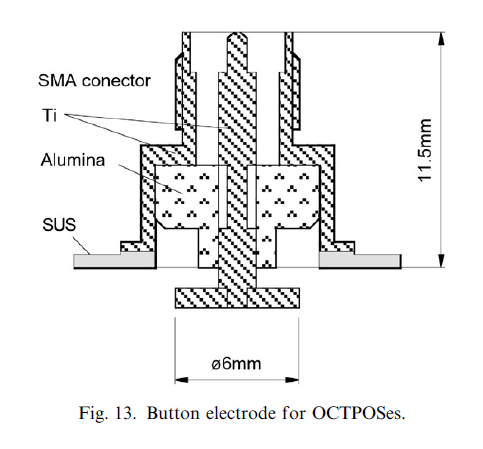 SMA conector
Ti
Alumina
SUS
11.5mm
ø6mm
Fig. 13. Button electrode for OCTPOSes.